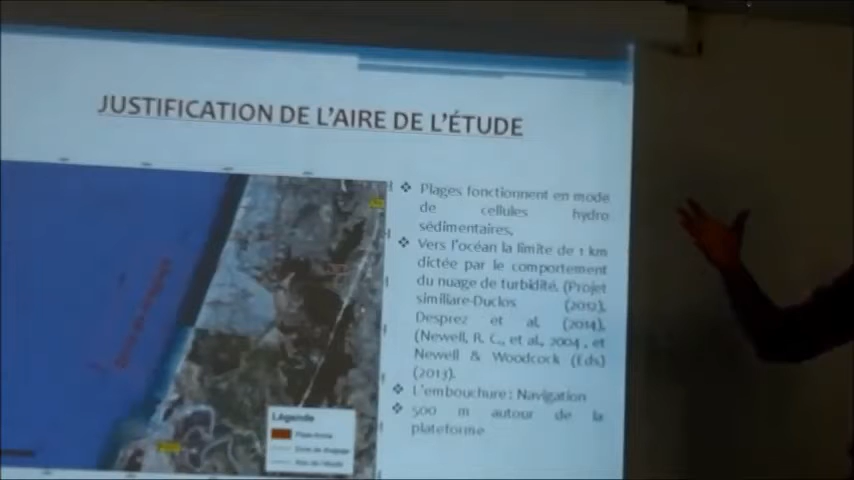 JUSTIFICATION DE L'AIRE DE L'ÉTUDE
Plages fonctionnent en mode
de cellules hydro
sédimentaires,
Vers l'océan la limite de 1 km
dictée par le comportement
du nuage de turbidité. (Projet
similiare-Duclos (2012),
Desprez et al. (2014),
(Newell, R. C., et al., 2004, et
Newell & Woodcock (Eds)
(2013).
L'embouchure : Navigation
500 m autour de la
plateforme
Légende